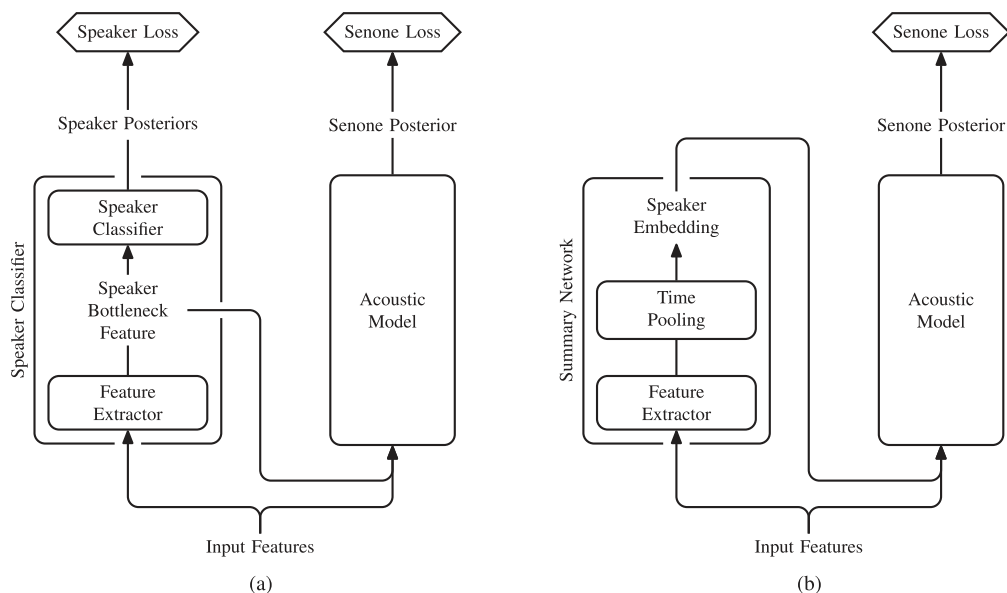 Speaker Loss
Senone Loss
Speaker Posteriors
Senone Posterior
Speaker Classifier
Speaker
Classifier
Speaker
Bottleneck
Feature
Feature
Extractor
Acoustic
Model
Input Features
(a)
Senone Loss
Senone Posterior
Summary Network
Speaker
Embedding
Time
Pooling
Feature
Extractor
Acoustic
Model
Input Features
(b)